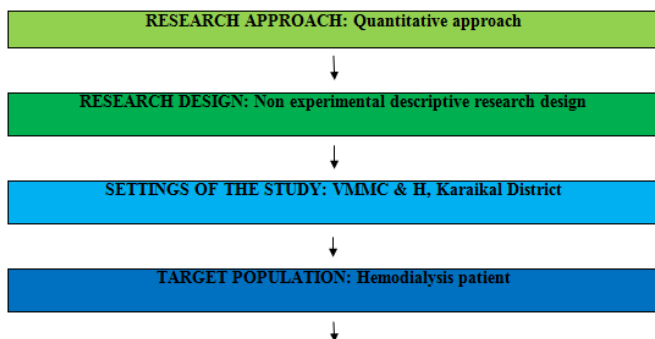 RESEARCH APPROACH: Quantitative approach
RESEARCH DESIGN: Non experimental descriptive research design
SETTINGS OF THE STUDY: VMMC & H, Karaikal District
TARGET POPULATION: Hemodialysis patient